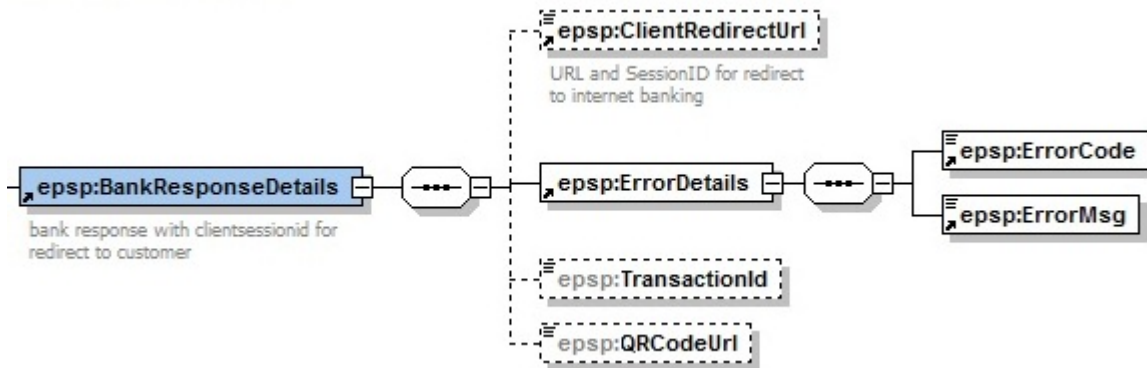 epsp:ClientRedirectUrl
URL and SessionID for redirect
to internet banking
epsp:BankResponseDetails
bank response with clientsessionid for
redirect to customer
epsp:ErrorDetails
epsp:ErrorCode
epsp:ErrorMsg
epsp:TransactionId
epsp:QRCodeUrl